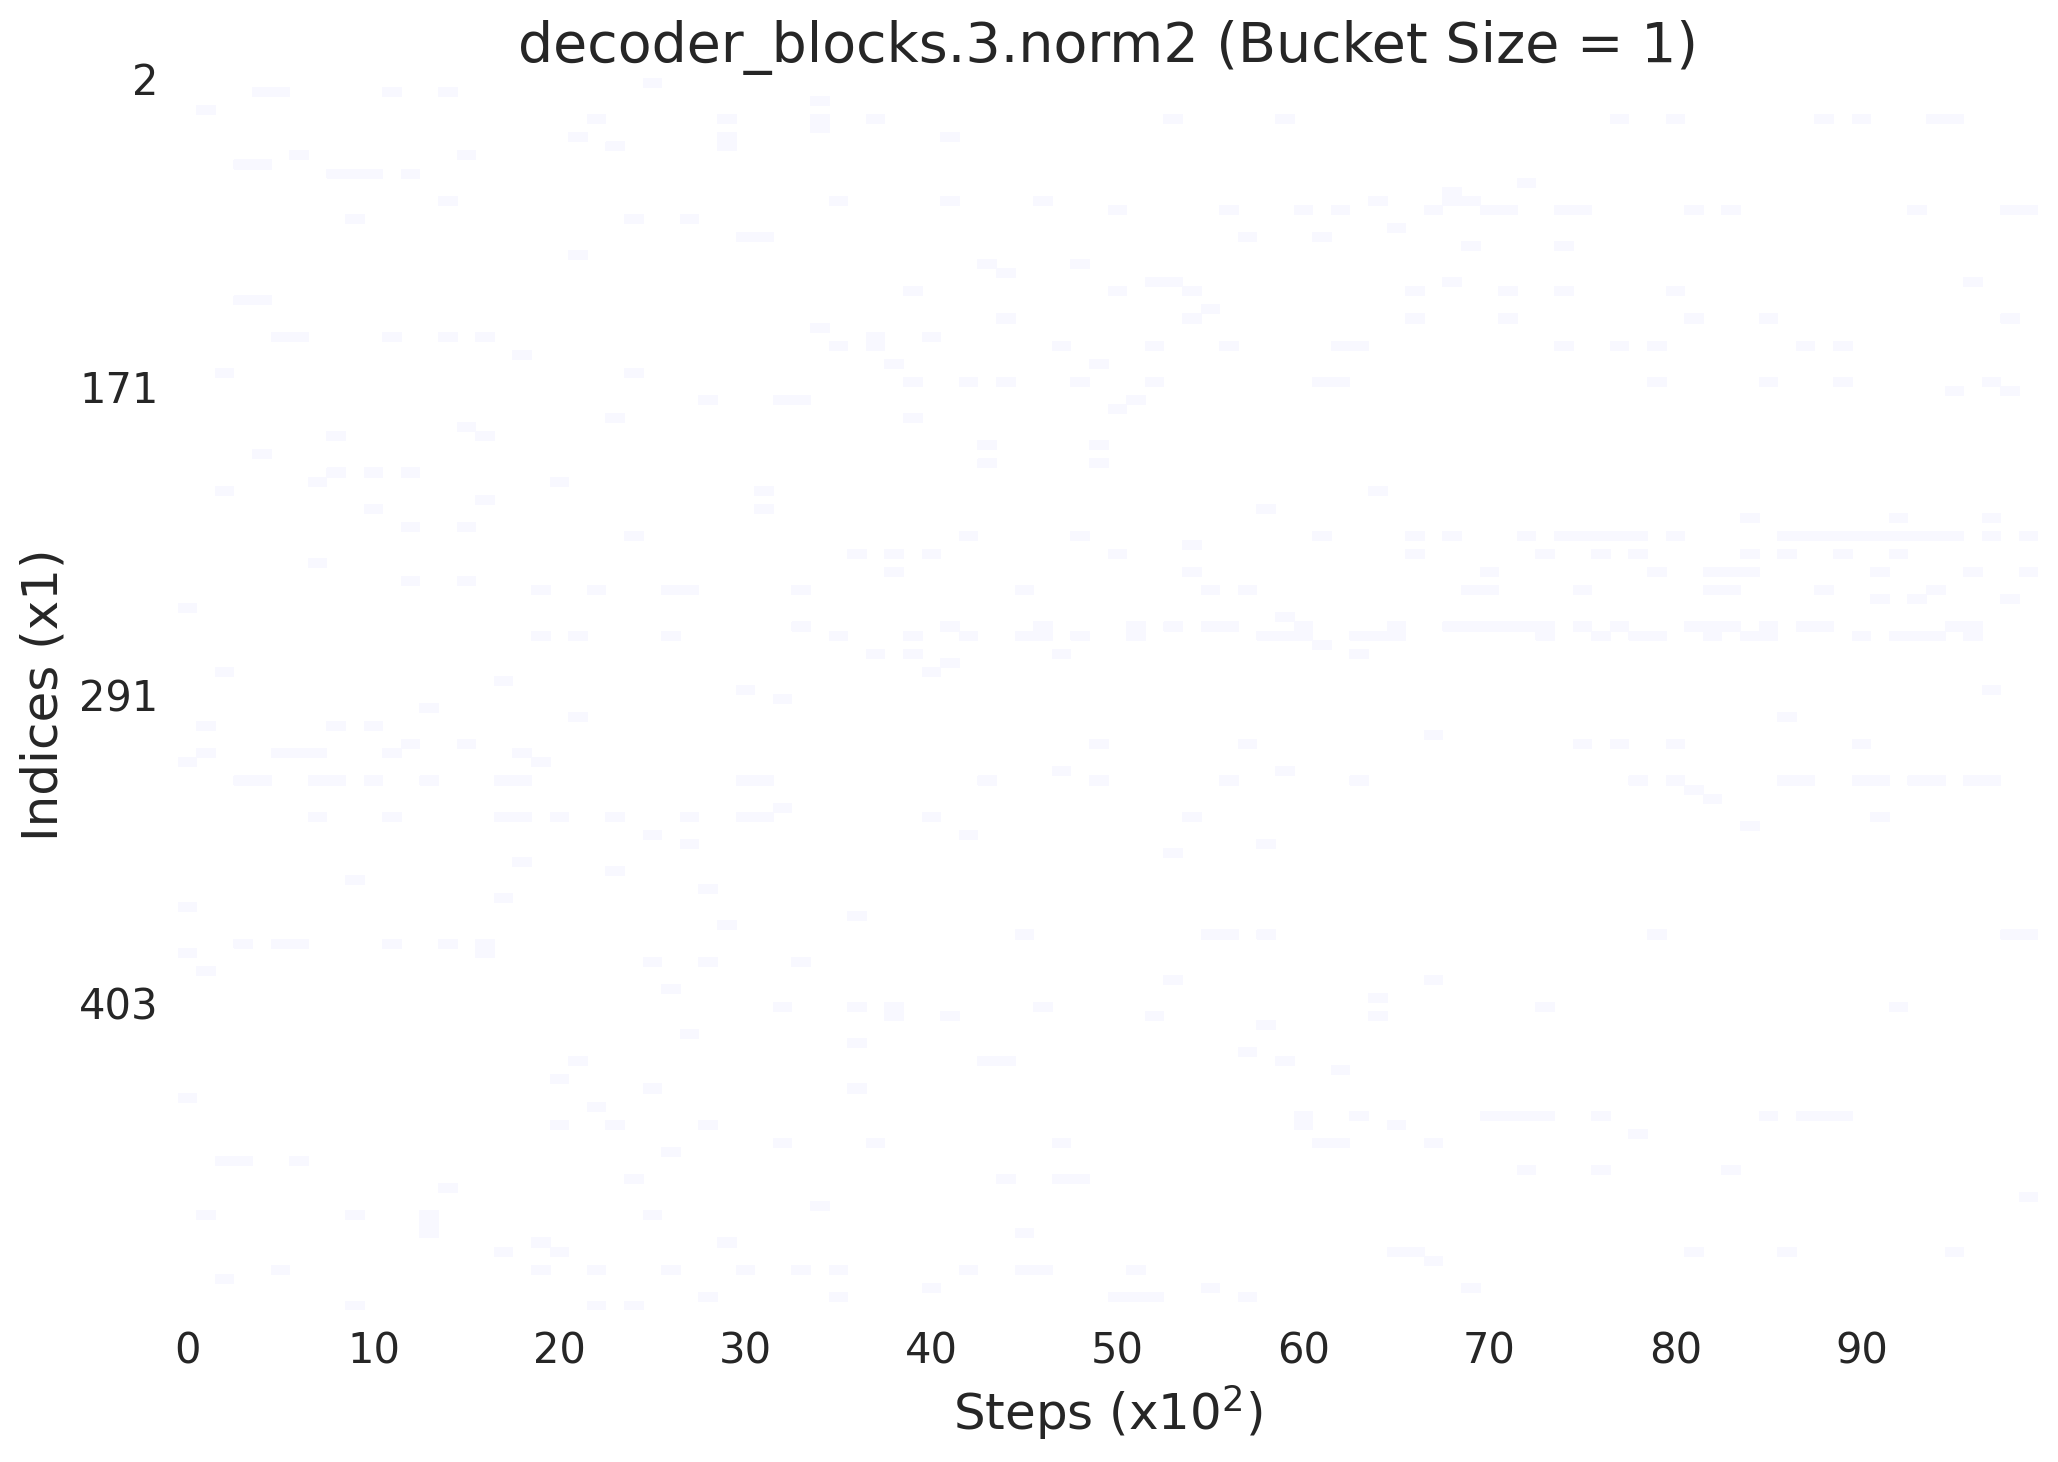 decoder_blocks.3.norm2 (Bucket Size = 1)
2
171
291
403
Indices (x1)
0 10 20 30 40 50 60 70 80 90
Steps (x10²)